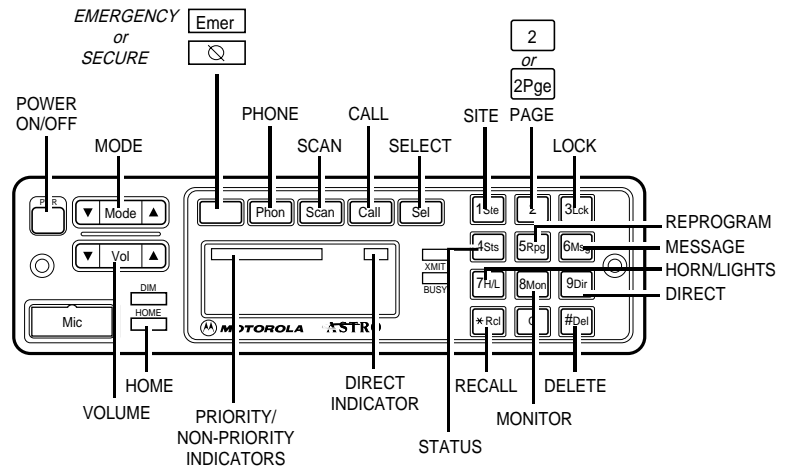 EMERGENCY
or
SECURE
Emer
2
or
2Pge
POWER
ON/OFF
MODE
PHONE
SCAN
CALL
SELECT
SITE
PAGE
LOCK
PWR
Mode
Phon
Scan
Call
Sel
1Ste
2
3Lck
Vol
4Sts
5Rpg
6Msg
7H/L
8Mon
9Dir
*Rcl
0
#Del
XMIT
BUSY
DIM
HOME
Mic
MOTOROLA
ASTRO
REPROGRAM
MESSAGE
HORN/LIGHTS
DIRECT
HOME
VOLUME
PRIORITY/
NON-PRIORITY
INDICATORS
DIRECT
INDICATOR
STATUS
RECALL
MONITOR
DELETE